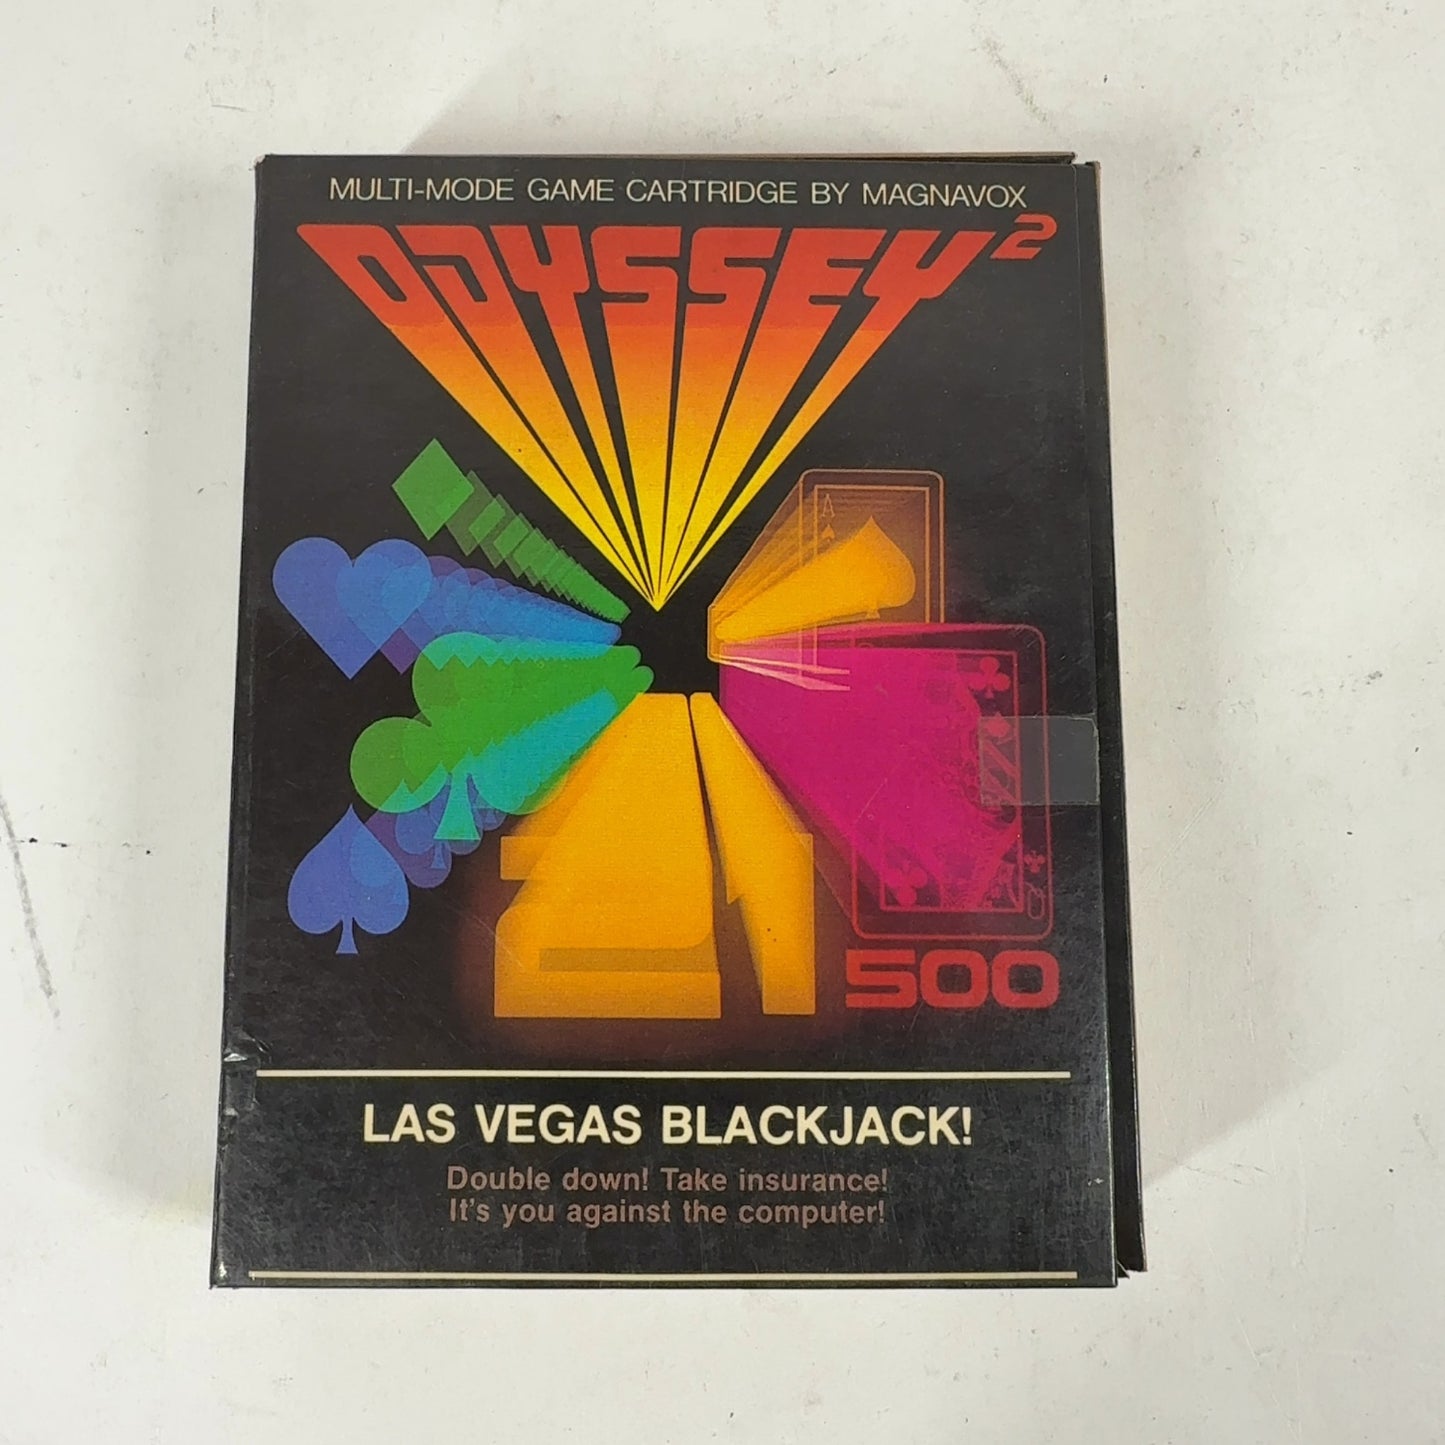 MULTI-MODE GAME CARTRIDGE BY MAGNAVOX
ODYSSEY²
A
21
Q
500
LAS VEGAS BLACKJACK!
Double down! Take insurance!
It's you against the computer!